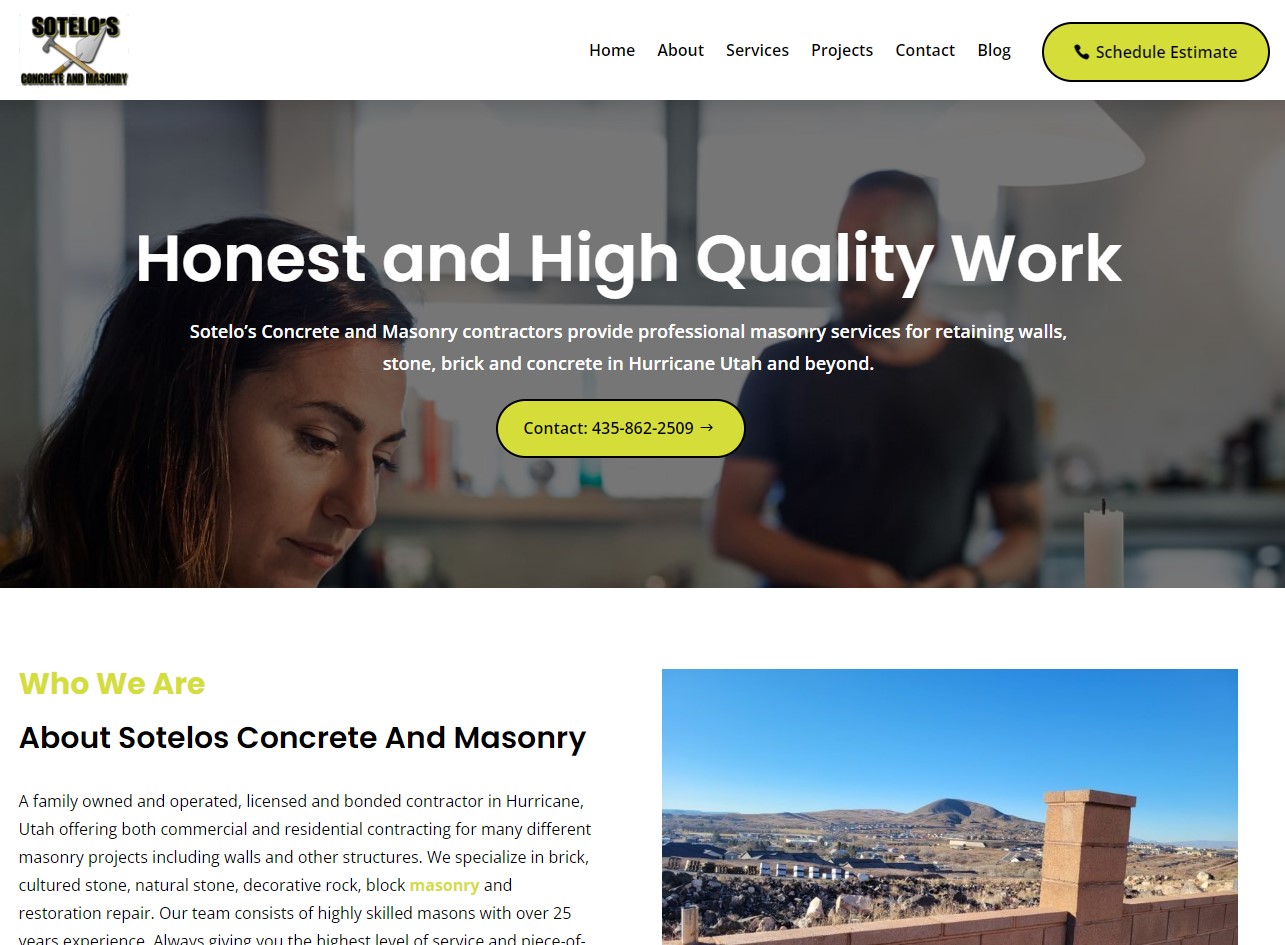 SOTELO'S
CONCRETE AND MASONRY
Home About Services Projects Contact Blog Schedule Estimate
Honest and High Quality Work
Sotelo’s Concrete and Masonry contractors provide professional masonry services for retaining walls,
stone, brick and concrete in Hurricane Utah and beyond.
Contact: 435-862-2509 →
Who We Are
About Sotelos Concrete And Masonry
A family owned and operated, licensed and bonded contractor in Hurricane,
Utah offering both commercial and residential contracting for many different
masonry projects including walls and other structures. We specialize in brick,
cultured stone, natural stone, decorative rock, block masonry and
restoration repair. Our team consists of highly skilled masons with over 25
years experience. Always giving you the highest level of service and piece-of-